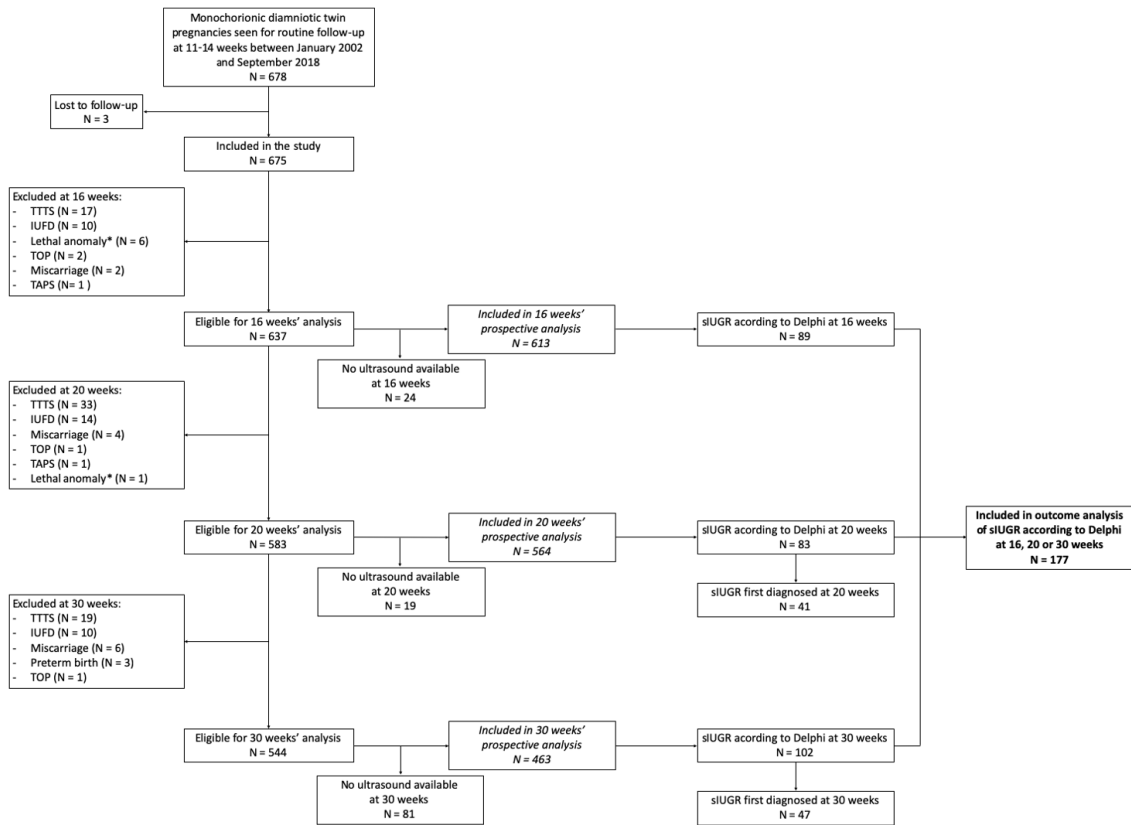 Monochorionic diamniotic twin
pregnancies seen for routine follow-up
at 11-14 weeks between January 2002
and September 2018
N = 678
Lost to follow-up
N = 3
Included in the study
N = 675
Excluded at 16 weeks:
- TTTS (N = 17)
- IUFD (N = 10)
- Lethal anomaly* (N = 6)
- TOP (N = 2)
- Miscarriage (N = 2)
- TAPS (N= 1 )
Eligible for 16 weeks' analysis
N = 637
Included in 16 weeks'
prospective analysis
N = 613
sIUGR acording to Delphi at 16 weeks
N = 89
No ultrasound available
at 16 weeks
N = 24
Excluded at 20 weeks:
- TTTS (N = 33)
- IUFD (N = 14)
- Miscarriage (N = 4)
- TOP (N = 1)
- TAPS (N = 1)
- Lethal anomaly* (N = 1)
Eligible for 20 weeks' analysis
N = 583
Included in 20 weeks'
prospective analysis
N = 564
sIUGR according to Delphi at 20 weeks
N = 83
Included in outcome analysis
of sIUGR according to Delphi
at 16, 20 or 30 weeks
N = 177
No ultrasound available
at 20 weeks
N = 19
sIUGR first diagnosed at 20 weeks
N = 41
Excluded at 30 weeks:
- TTTS (N = 19)
- IUFD (N = 10)
- Miscarriage (N = 6)
- Preterm birth (N = 3)
- TOP (N = 1)
Eligible for 30 weeks' analysis
N = 544
Included in 30 weeks'
prospective analysis
N = 463
sIUGR acording to Delphi at 30 weeks
N = 102
No ultrasound available
at 30 weeks
N = 81
sIUGR first diagnosed at 30 weeks
N = 47